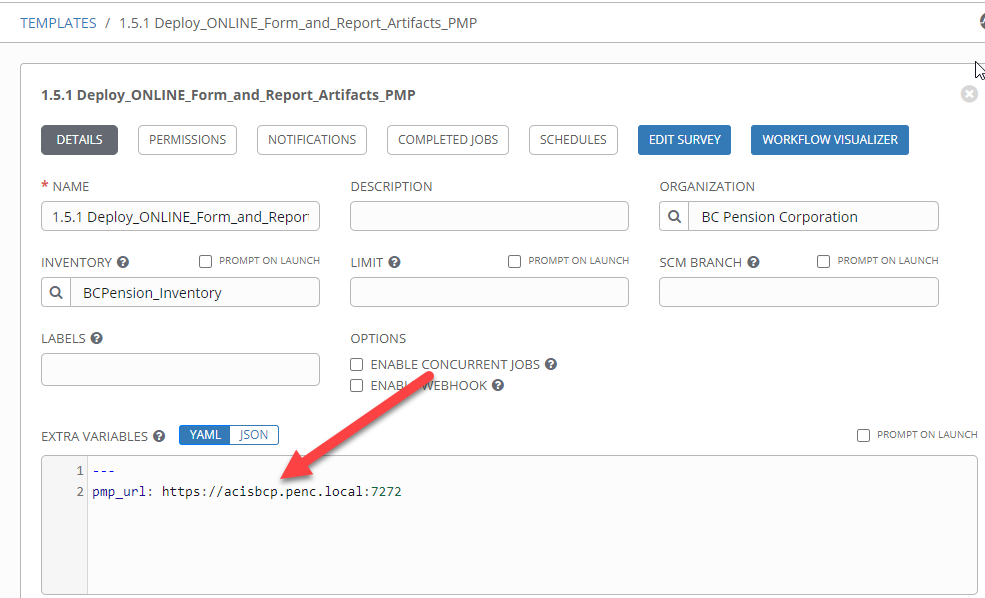 TEMPLATES / 1.5.1 Deploy_ONLINE_Form_and_Report_Artifacts_PMP
1.5.1 Deploy_ONLINE_Form_and_Report_Artifacts_PMP
DETAILS PERMISSIONS NOTIFICATIONS COMPLETED JOBS SCHEDULES EDIT SURVEY WORKFLOW VISUALIZER
* NAME DESCRIPTION ORGANIZATION
1.5.1 Deploy_ONLINE_Form_and_Report BC Pension Corporation
INVENTORY ? PROMPT ON LAUNCH LIMIT ? PROMPT ON LAUNCH SCM BRANCH ? PROMPT ON LAUNCH
BCPension_Inventory
LABELS ? OPTIONS
ENABLE CONCURRENT JOBS ?
WEBHOOK ?
EXTRA VARIABLES ? YAML JSON PROMPT ON LAUNCH
1 ---
2 pmp_url: https://acisbcp.penc.local:7272